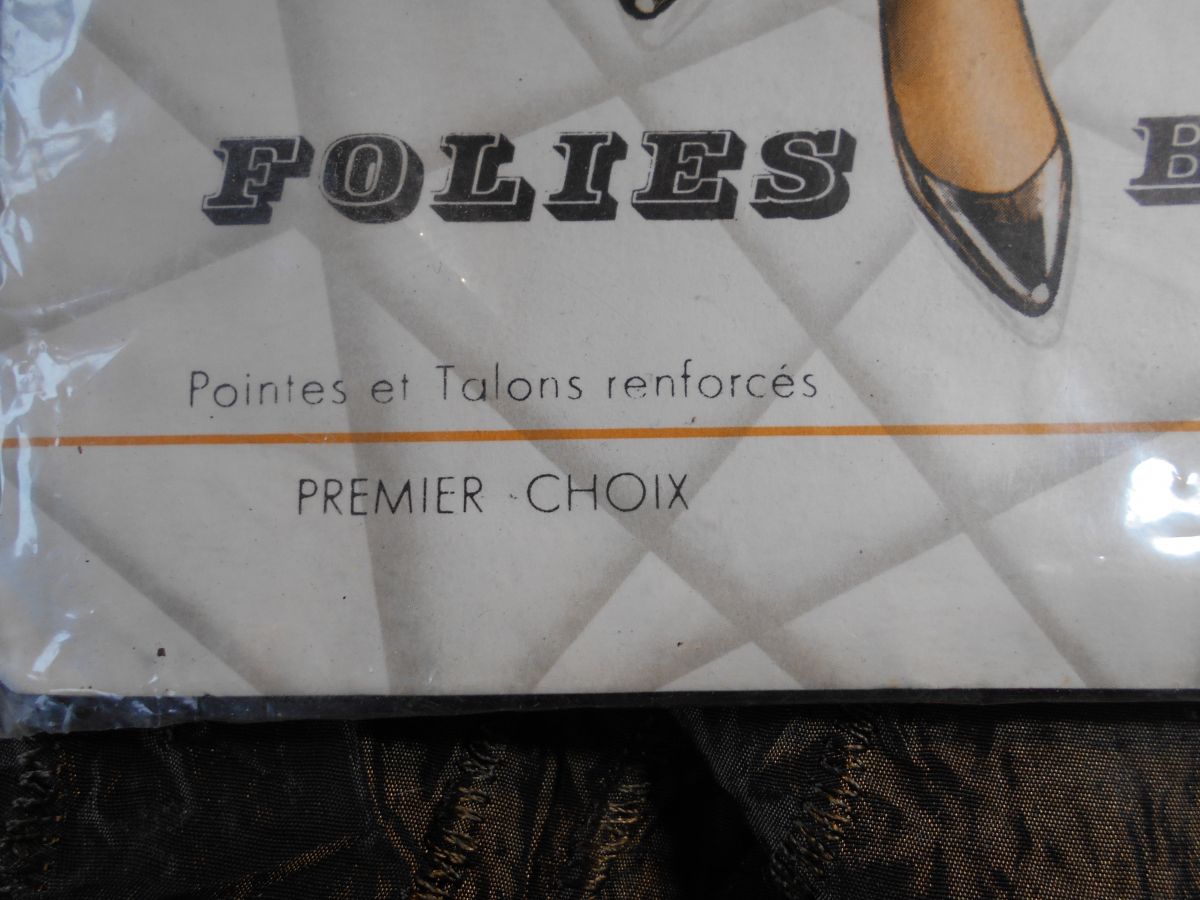 FOLIES B
Pointes et Talons renforcés
PREMIER CHOIX